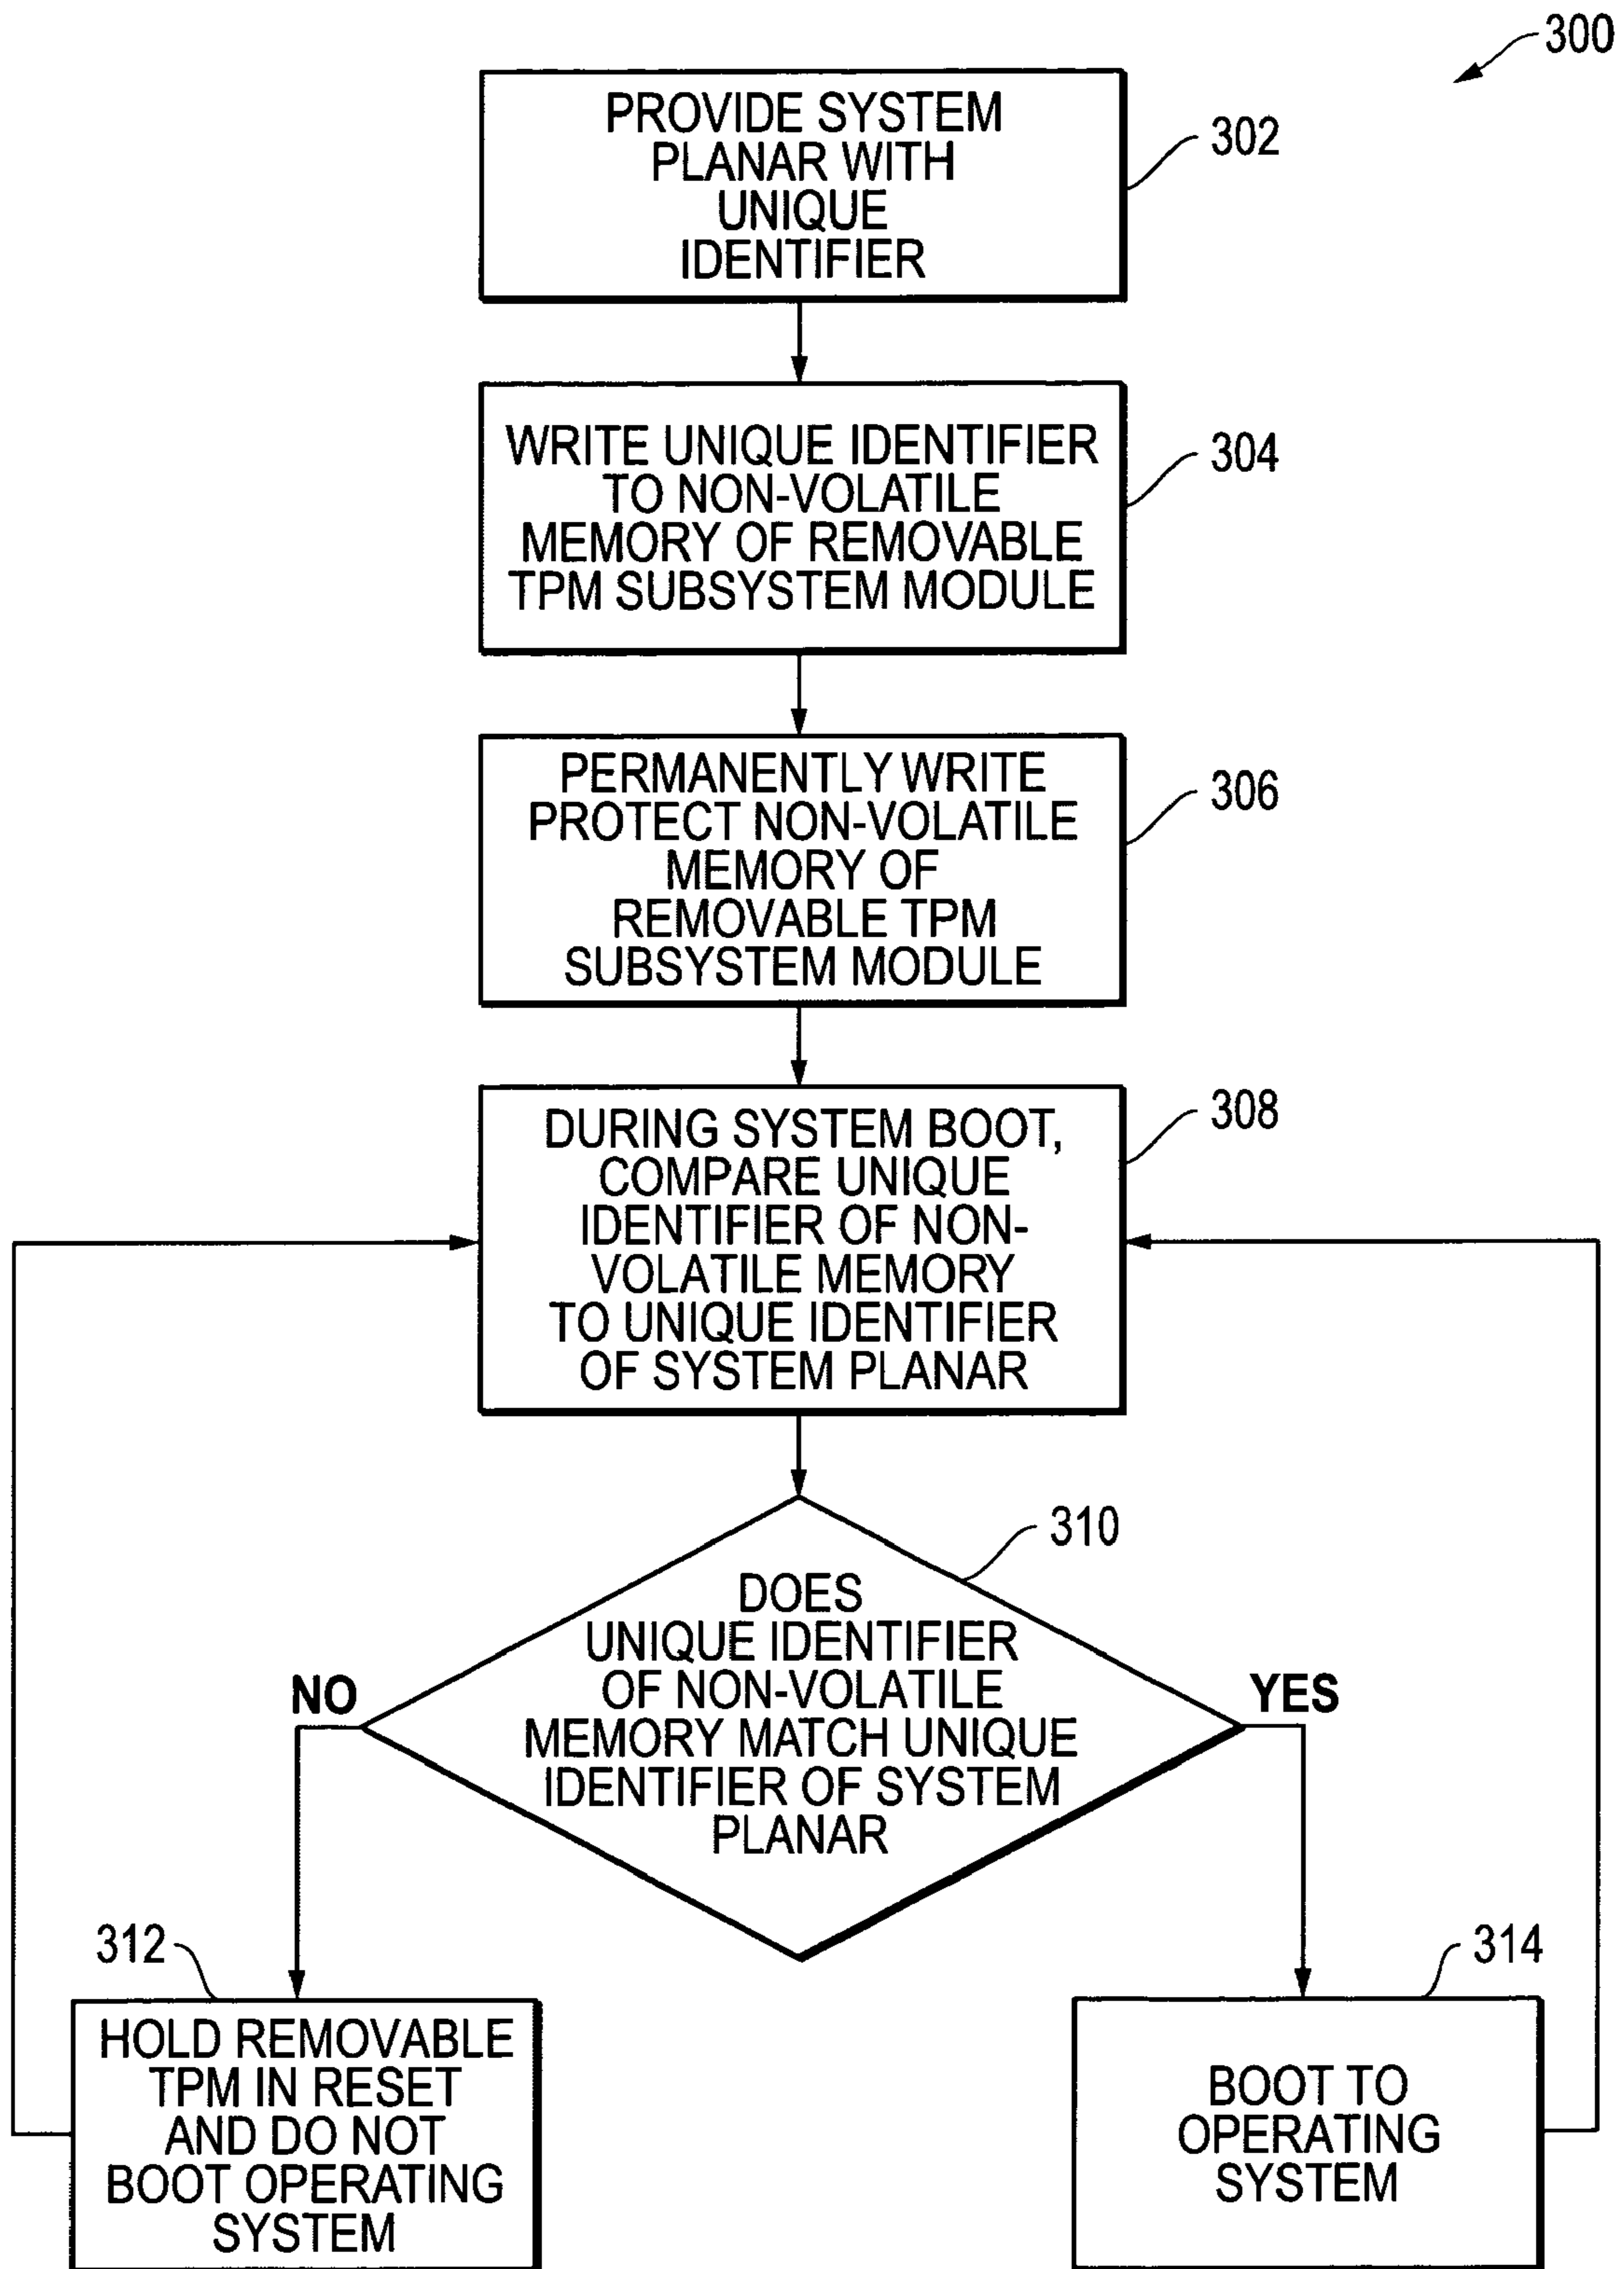 300
PROVIDE SYSTEM
PLANAR WITH
UNIQUE
IDENTIFIER
302
WRITE UNIQUE IDENTIFIER
TO NON-VOLATILE
MEMORY OF REMOVABLE
TPM SUBSYSTEM MODULE
304
PERMANENTLY WRITE
PROTECT NON-VOLATILE
MEMORY OF
REMOVABLE TPM
SUBSYSTEM MODULE
306
DURING SYSTEM BOOT,
COMPARE UNIQUE
IDENTIFIER OF NON-
VOLATILE MEMORY
TO UNIQUE IDENTIFIER
OF SYSTEM PLANAR
308
310
DOES
UNIQUE IDENTIFIER
OF NON-VOLATILE
MEMORY MATCH UNIQUE
IDENTIFIER OF SYSTEM
PLANAR
NO
YES
312
HOLD REMOVABLE
TPM IN RESET
AND DO NOT
BOOT OPERATING
SYSTEM
314
BOOT TO
OPERATING
SYSTEM